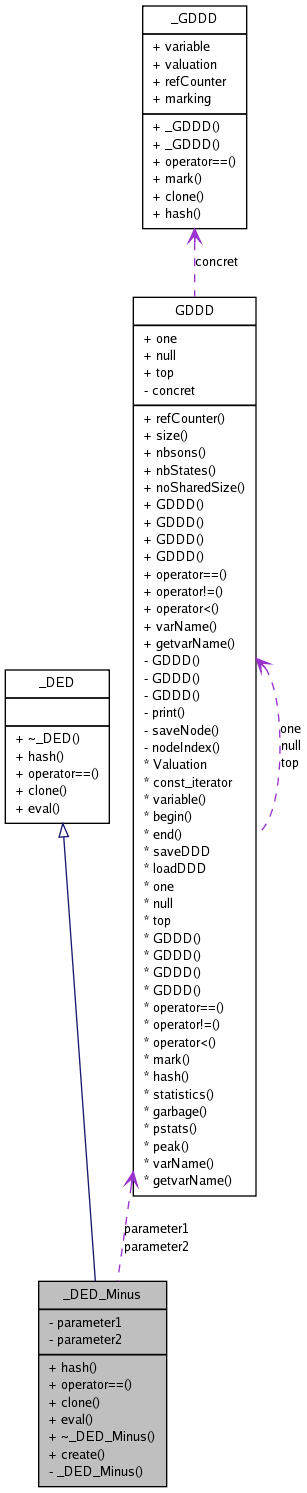 _GDDD
+ variable
+ valuation
+ refCounter
+ marking
+ _GDDD()
+ _GDDD()
+ operator==()
+ mark()
+ clone()
+ hash()
concret
GDDD
+ one
+ null
+ top
- concret
+ refCounter()
+ size()
+ nbsons()
+ nbStates()
+ noSharedSize()
+ GDDD()
+ GDDD()
+ GDDD()
+ GDDD()
+ operator==()
+ operator!=()
+ operator<()
+ varName()
+ getvarName()
- GDDD()
- GDDD()
- GDDD()
- print()
- saveNode()
- nodeIndex()
* Valuation
* const_iterator
* variable()
* begin()
* end()
* saveDDD
* loadDDD
* one
* null
* top
* GDDD()
* GDDD()
* GDDD()
* GDDD()
* operator==()
* operator!=()
* operator<()
* mark()
* hash()
* statistics()
* garbage()
* pstats()
* peak()
* varName()
* getvarName()
one
null
top
_DED
+ ~_DED()
+ hash()
+ operator==()
+ clone()
+ eval()
parameter1
parameter2
_DED_Minus
- parameter1
- parameter2
+ hash()
+ operator==()
+ clone()
+ eval()
+ ~_DED_Minus()
+ create()
- _DED_Minus()